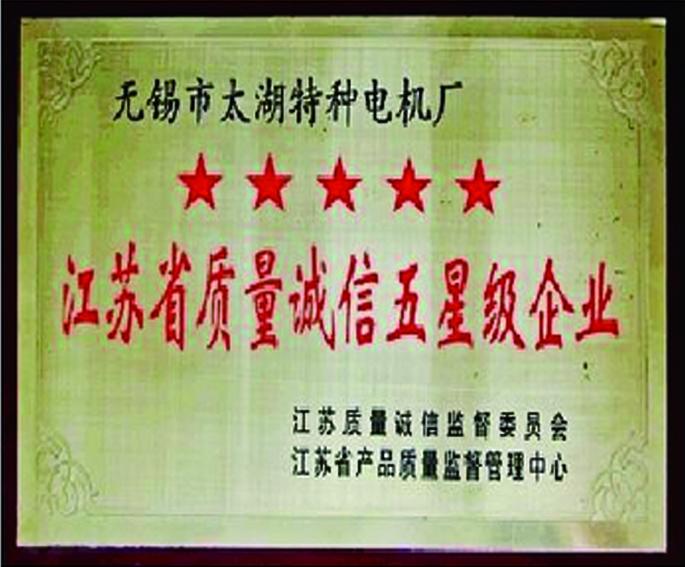 无锡市太湖特种电机厂
★★★★★
江苏省质量诚信五星级企业
江苏质量诚信监督委员会
江苏省产品质量监督管理中心